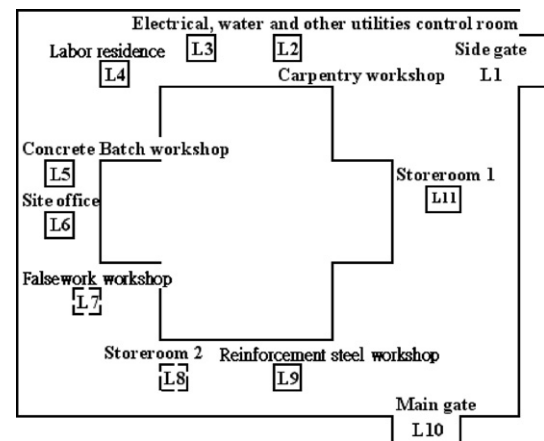 Electrical, water and other utilities control room
Labor residence
L3
L2
Side gate
L4
Carpentry workshop
L1
Concrete Batch workshop
L5
Storeroom 1
Site office
L11
L6
Falsework workshop
L7
Storeroom 2
Reinforcement steel workshop
L8
L9
Main gate
L10